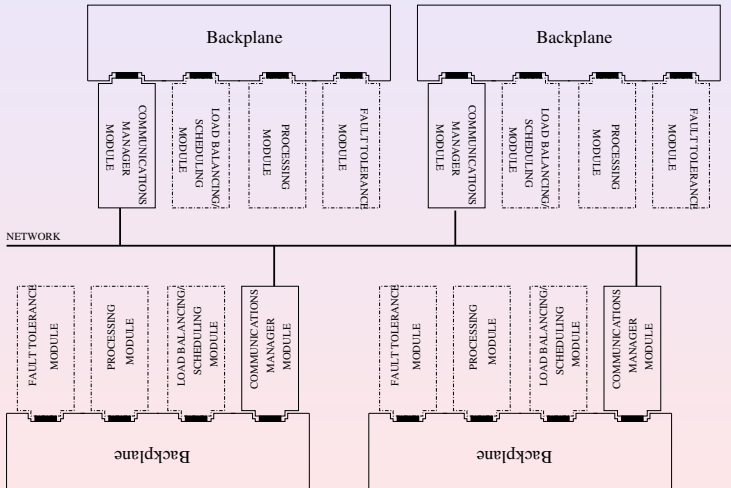 Backplane
Backplane
COMMUNICATIONS
MANAGER
MODULE
LOAD BALANCING/
SCHEDULING
MODULE
PROCESSING
MODULE
FAULT TOLERANCE
MODULE
COMMUNICATIONS
MANAGER
MODULE
LOAD BALANCING/
SCHEDULING
MODULE
PROCESSING
MODULE
FAULT TOLERANCE
MODULE
NETWORK
FAULT TOLERANCE
MODULE
PROCESSING
MODULE
LOAD BALANCING/
SCHEDULING
MODULE
COMMUNICATIONS
MANAGER
MODULE
FAULT TOLERANCE
MODULE
PROCESSING
MODULE
LOAD BALANCING/
SCHEDULING
MODULE
COMMUNICATIONS
MANAGER
MODULE
Backplane
Backplane